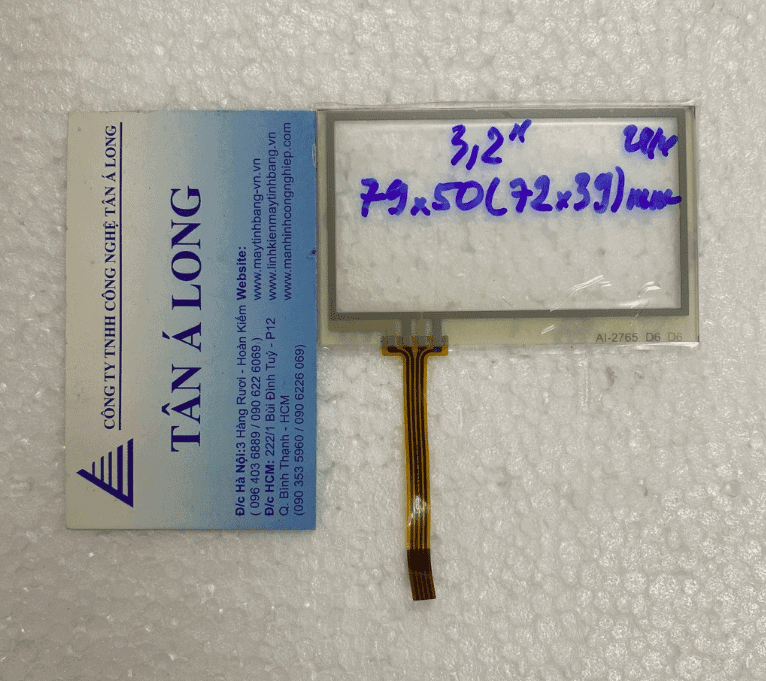 CÔNG TY TNHH CÔNG NGHỆ TÂN Á LONG
TÂN Á LONG
Đ/c Hà Nội:3 Hàng Rươi - Hoàn Kiếm
( 096 403 6889 / 090 622 6069 )
Đ/c HCM: 222/1 Bùi Đình Tuý - P12
Q. Bình Thạnh - HCM
(090 353 5960 / 090 6226 069)
Website:
www.maytinhbang-vn.vn
www.linhkienmaytinhbang.vn
www.manhinhcongnghiep.com
3,2"
79x50(72x39)mm
AI-2765 D6 D6